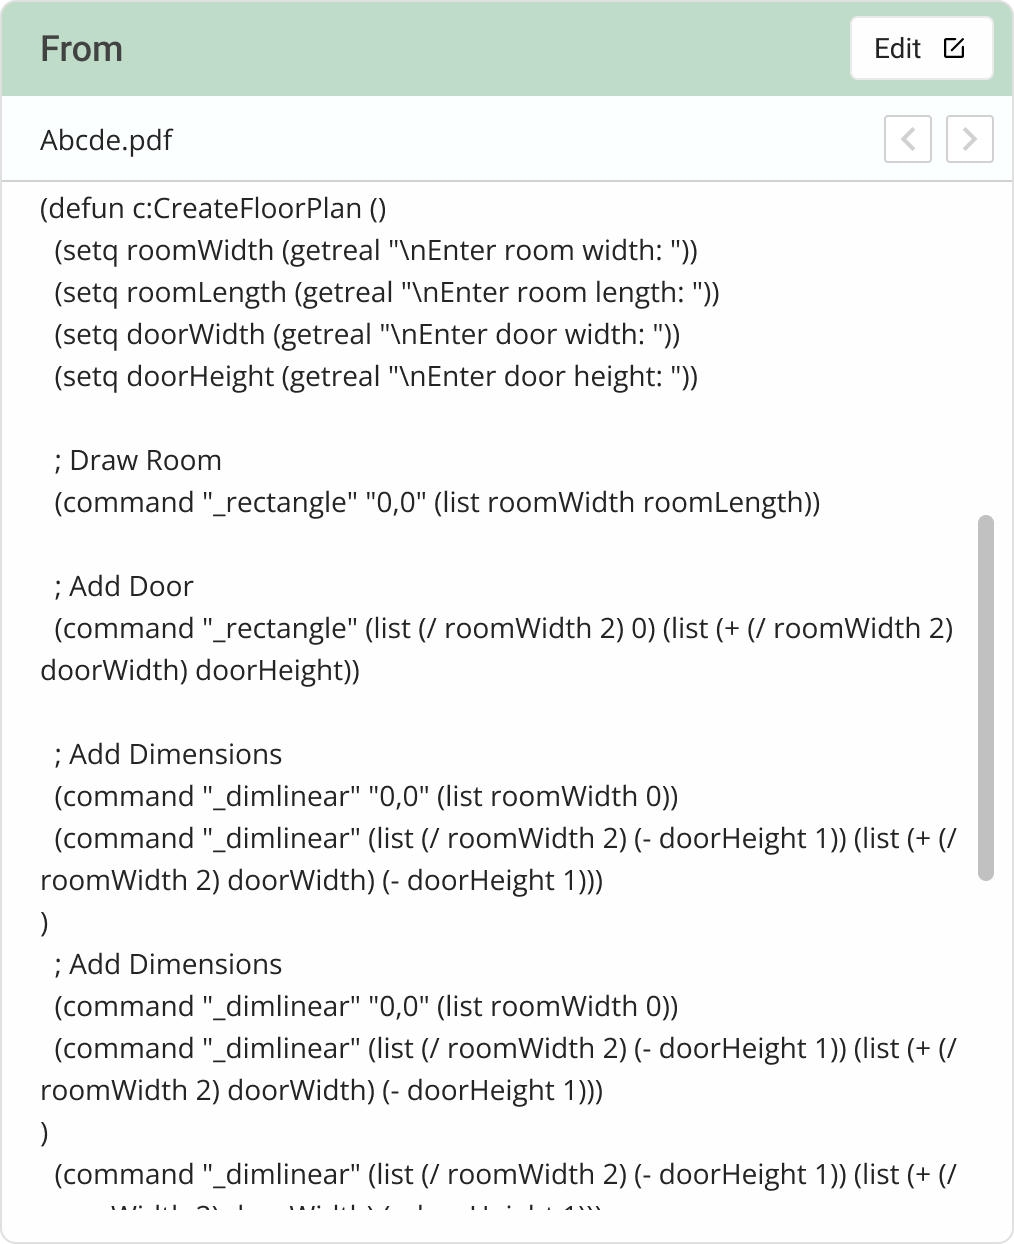 From
Edit
Abcde.pdf
(defun c:CreateFloorPlan ()
(setq roomWidth (getreal "\nEnter room width: "))
(setq roomLength (getreal "\nEnter room length: "))
(setq doorWidth (getreal "\nEnter door width: "))
(setq doorHeight (getreal "\nEnter door height: "))
; Draw Room
(command "_rectangle" "0,0" (list roomWidth roomLength))
; Add Door
(command "_rectangle" (list (/ roomWidth 2) 0) (list (+ (/ roomWidth 2)
doorWidth) doorHeight))
; Add Dimensions
(command "_dimlinear" "0,0" (list roomWidth 0))
(command "_dimlinear" (list (/ roomWidth 2) (- doorHeight 1)) (list (+ (/
roomWidth 2) doorWidth) (- doorHeight 1)))
)
; Add Dimensions
(command "_dimlinear" "0,0" (list roomWidth 0))
(command "_dimlinear" (list (/ roomWidth 2) (- doorHeight 1)) (list (+ (/
roomWidth 2) doorWidth) (- doorHeight 1)))
)
(command "_dimlinear" (list (/ roomWidth 2) (- doorHeight 1)) (list (+ (/